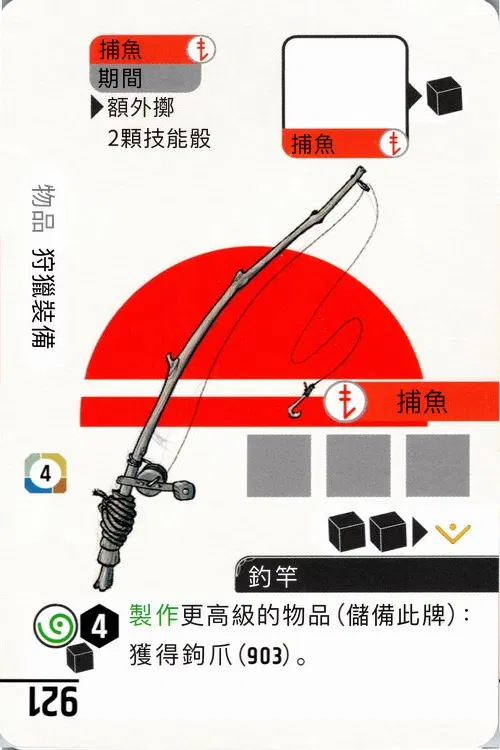 捕魚
期間
額外擲
2顆技能骰
捕魚
物品 狩獵裝備
捕魚
4
釣竿
4
製作更高級的物品(儲備此牌):
獲得鉤爪(903)。
921